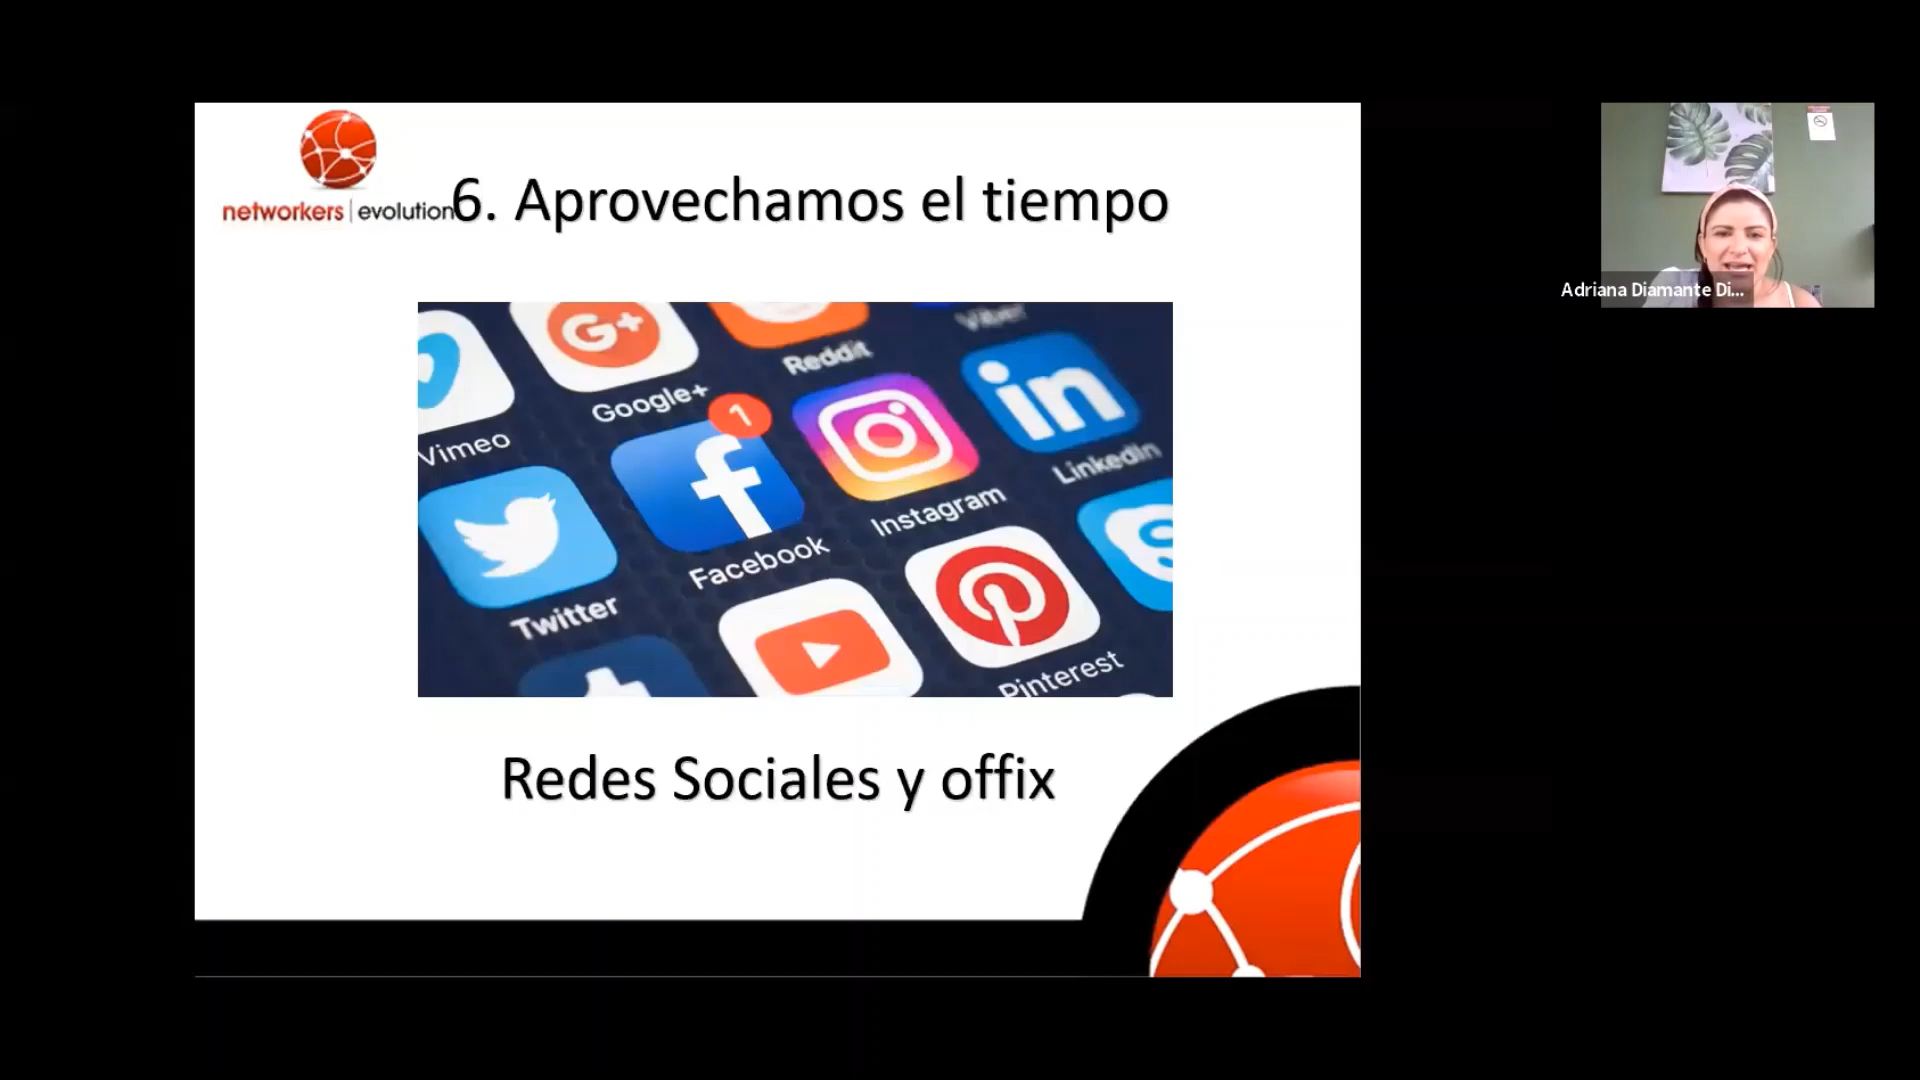 networkers|evolution
6. Aprovechamos el tiempo
Viber
Reddit
Google+
1
LinkedIn
Vimeo
Instagram
Facebook
Twitter
Pinterest
Redes Sociales y offix
Adriana Diamante Di...